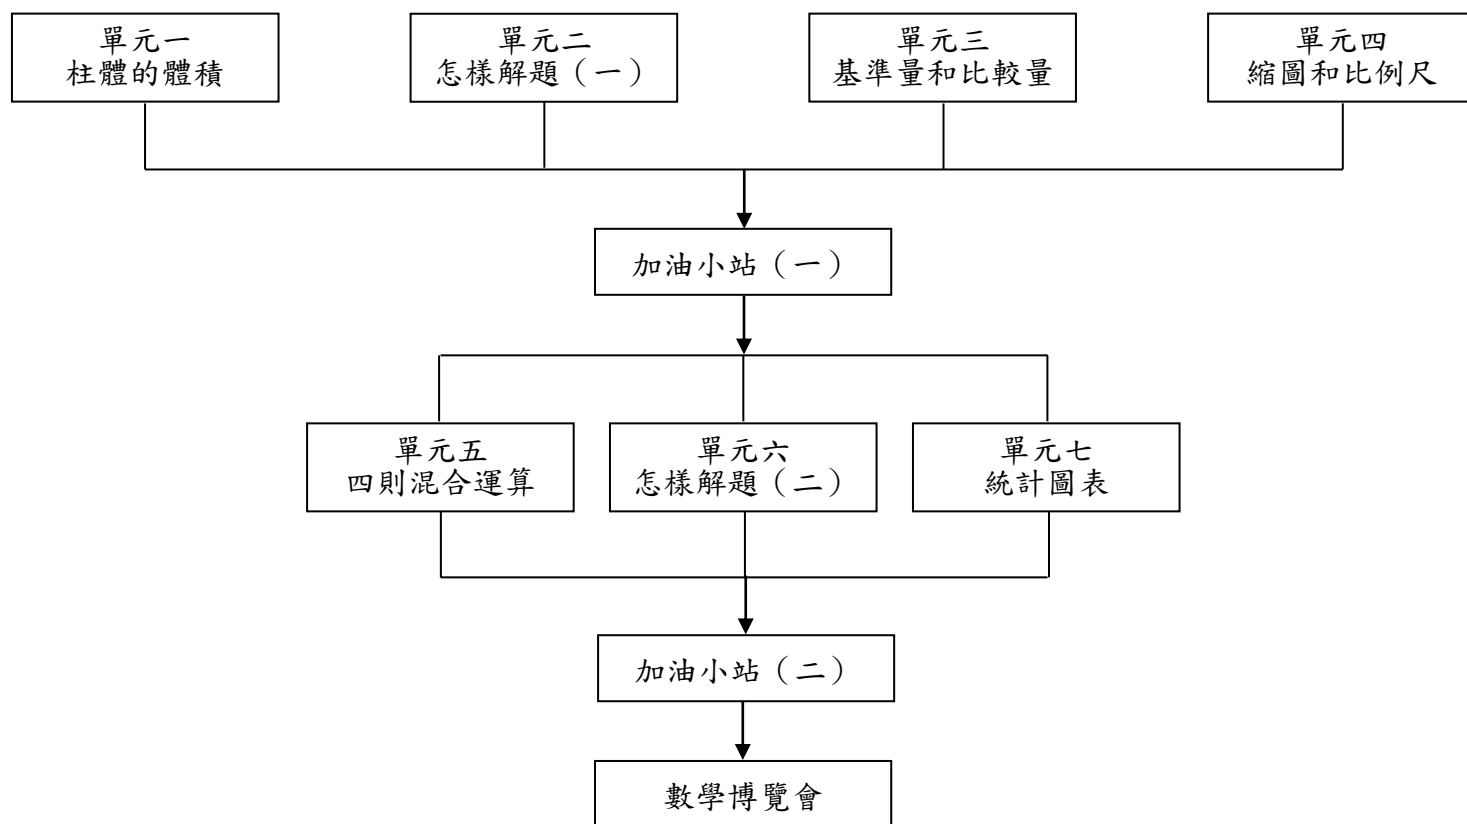 單元一
柱體的體積
單元二
怎樣解題（一）
單元三
基準量和比較量
單元四
縮圖和比例尺
加油小站（一）
單元五
四則混合運算
單元六
怎樣解題（二）
單元七
統計圖表
加油小站（二）
數學博覽會